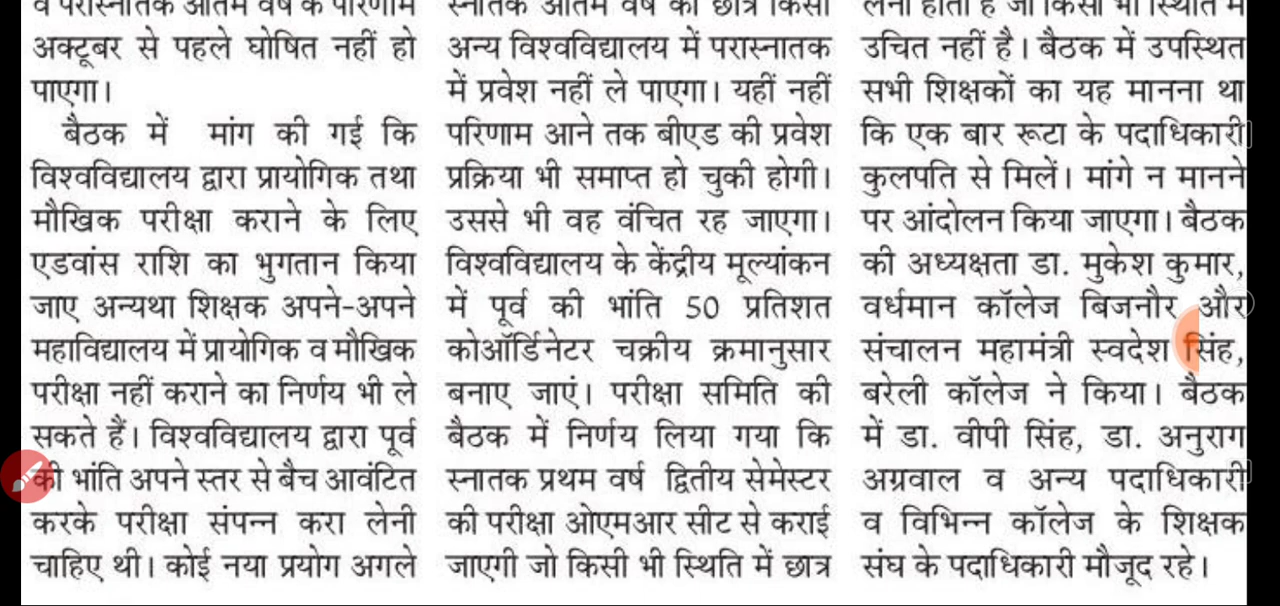 व परास्नातक अंतिम वर्ष के परिणाम
अक्टूबर से पहले घोषित नहीं हो
पाएगा।
बैठक में मांग की गई कि
विश्वविद्यालय द्वारा प्रायोगिक तथा
मौखिक परीक्षा कराने के लिए
एडवांस राशि का भुगतान किया
जाए अन्यथा शिक्षक अपने-अपने
महाविद्यालय में प्रायोगिक व मौखिक
परीक्षा नहीं कराने का निर्णय भी ले
सकते हैं। विश्वविद्यालय द्वारा पूर्व
की भांति अपने स्तर से बैच आवंटित
करके परीक्षा संपन्न करा लेनी
चाहिए थी। कोई नया प्रयोग अगले
स्नातक अंतिम वर्ष का छात्र किसी
अन्य विश्वविद्यालय में परास्नातक
में प्रवेश नहीं ले पाएगा। यहीं नहीं
परिणाम आने तक बीएड की प्रवेश
प्रक्रिया भी समाप्त हो चुकी होगी।
उससे भी वह वंचित रह जाएगा।
विश्वविद्यालय के केंद्रीय मूल्यांकन
में पूर्व की भांति 50 प्रतिशत
कोऑर्डिनेटर चक्रीय क्रमानुसार
बनाए जाएं। परीक्षा समिति की
बैठक में निर्णय लिया गया कि
स्नातक प्रथम वर्ष द्वितीय सेमेस्टर
की परीक्षा ओएमआर सीट से कराई
जाएगी जो किसी भी स्थिति में छात्र
लेना होता है जो किसी भी स्थिति में
उचित नहीं है। बैठक में उपस्थित
सभी शिक्षकों का यह मानना था
कि एक बार रूटा के पदाधिकारी
कुलपति से मिलें। मांगे न मानने
पर आंदोलन किया जाएगा। बैठक
की अध्यक्षता डा. मुकेश कुमार,
वर्धमान कॉलेज बिजनौर और
संचालन महामंत्री स्वदेश सिंह,
बरेली कॉलेज ने किया। बैठक
में डा. वीपी सिंह, डा. अनुराग
अग्रवाल व अन्य पदाधिकारी
व विभिन्न कॉलेज के शिक्षक
संघ के पदाधिकारी मौजूद रहे।